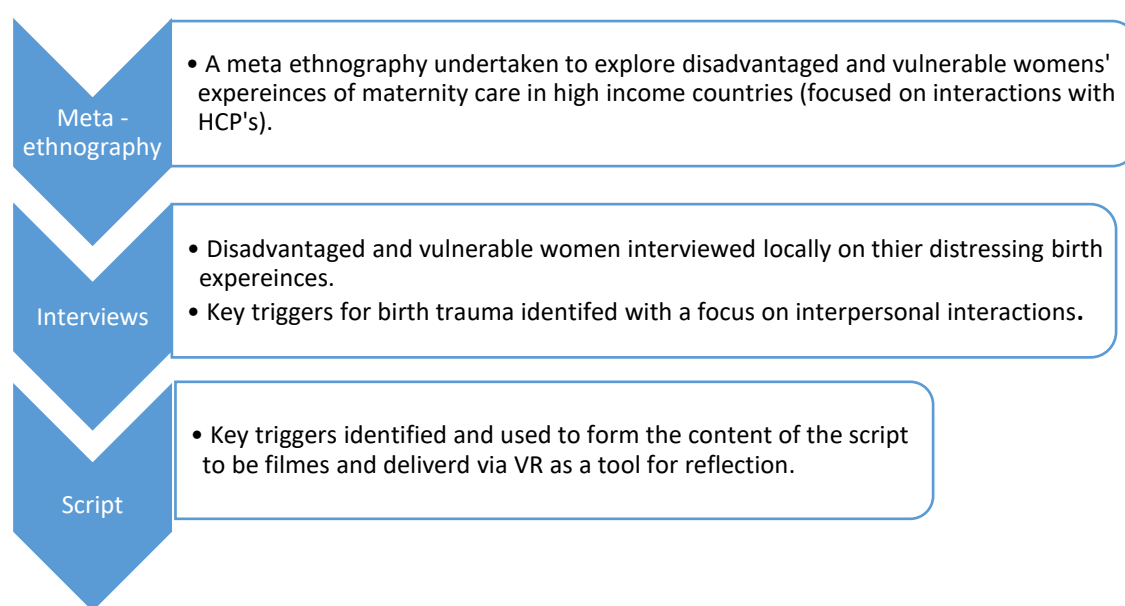 Meta -
ethnography
• A meta ethnography undertaken to explore disadvantaged and vulnerable womens'
expereinces of maternity care in high income countries (focused on interactions with
HCP's).
Interviews
• Disadvantaged and vulnerable women interviewed locally on thier distressing birth
expereinces.
• Key triggers for birth trauma identifed with a focus on interpersonal interactions.
Script
• Key triggers identified and used to form the content of the script
to be filmes and deliverd via VR as a tool for reflection.